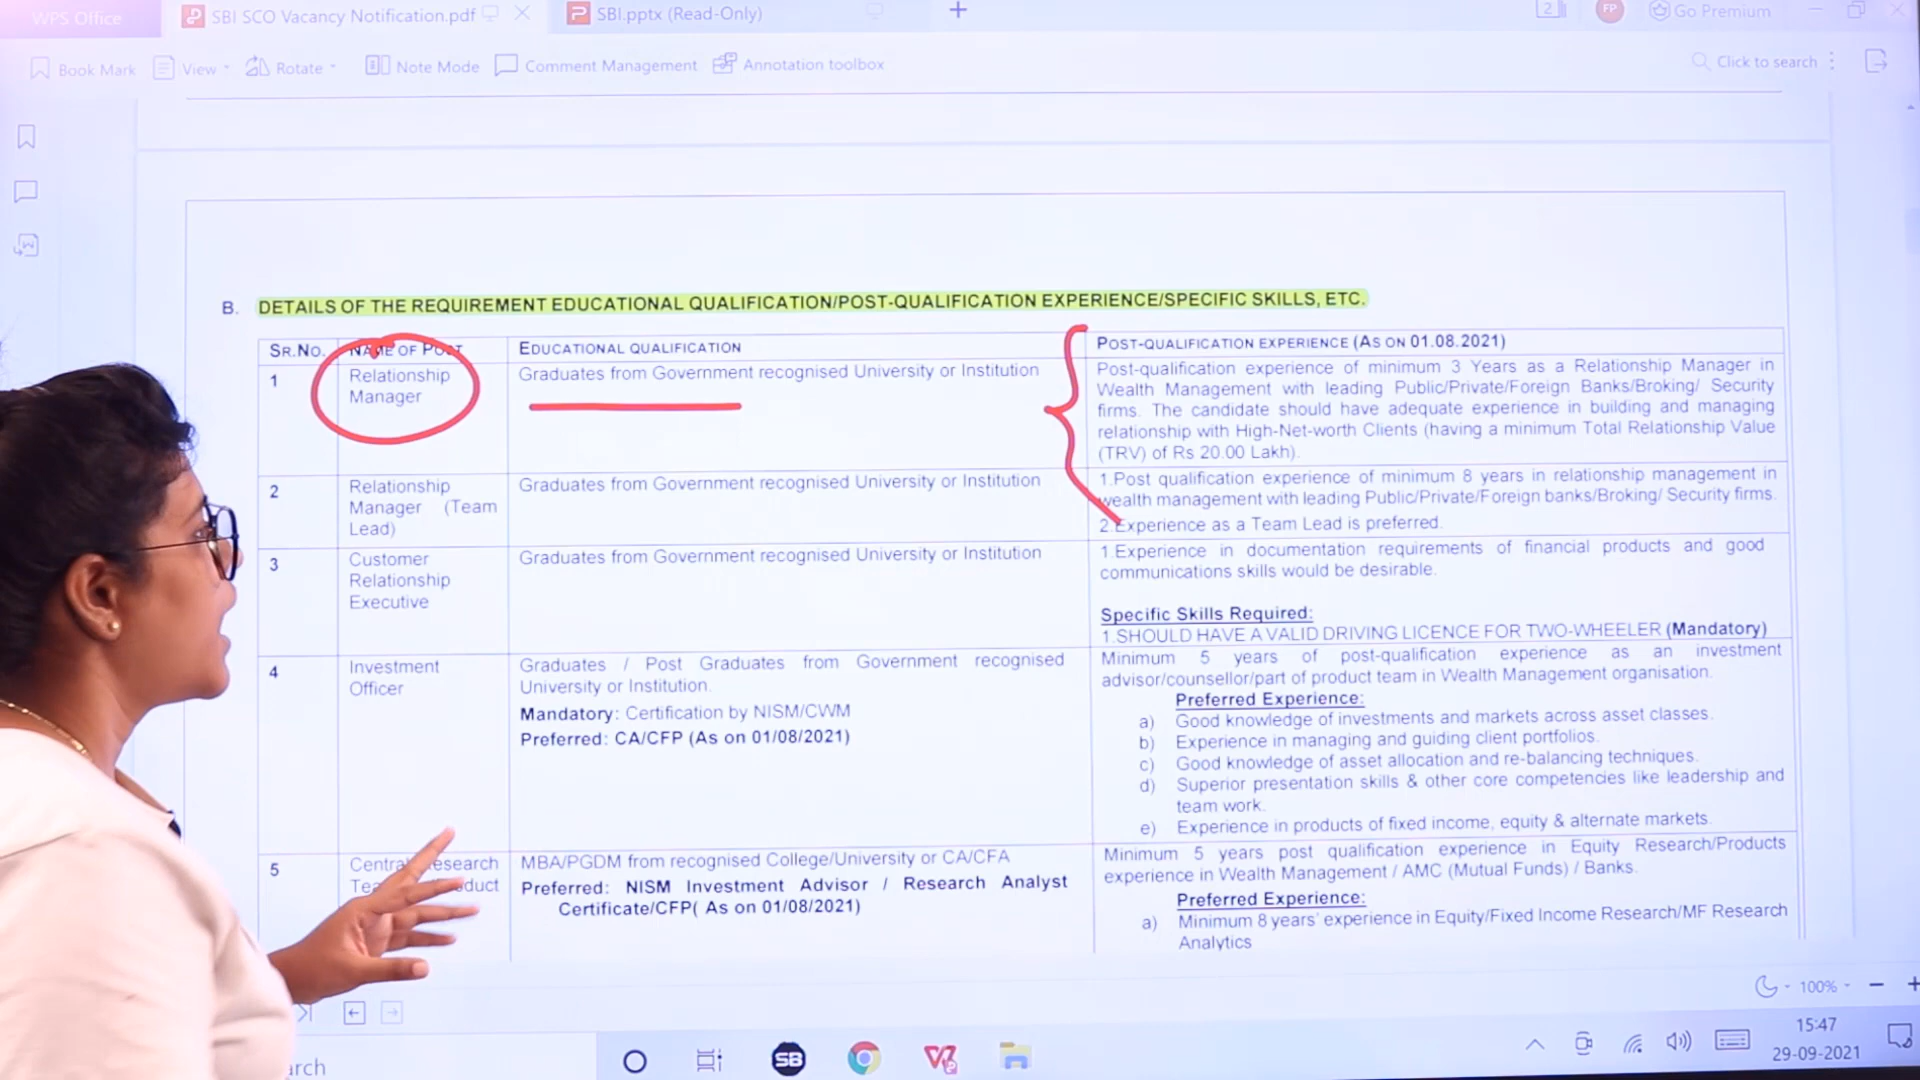 WPS Office
SBI SCO Vacancy Notification.pdf
SBI.pptx (Read-Only)
2
FP
Go Premium
Book Mark
View
Rotate
Note Mode
Comment Management
Annotation toolbox
Click to search
B. DETAILS OF THE REQUIREMENT EDUCATIONAL QUALIFICATION/POST-QUALIFICATION EXPERIENCE/SPECIFIC SKILLS, ETC.
SR.NO.
NAME OF POST
EDUCATIONAL QUALIFICATION
POST-QUALIFICATION EXPERIENCE (AS ON 01.08.2021)
1
Relationship
Manager
Graduates from Government recognised University or Institution
Post-qualification experience of minimum 3 Years as a Relationship Manager in
Wealth Management with leading Public/Private/Foreign Banks/Broking/ Security
firms. The candidate should have adequate experience in building and managing
relationship with High-Net-worth Clients (having a minimum Total Relationship Value
(TRV) of Rs 20.00 Lakh).
2
Relationship
Manager (Team
Lead)
Graduates from Government recognised University or Institution
1.Post qualification experience of minimum 8 years in relationship management in
wealth management with leading Public/Private/Foreign banks/Broking/ Security firms.
2.Experience as a Team Lead is preferred.
3
Customer
Relationship
Executive
Graduates from Government recognised University or Institution
1.Experience in documentation requirements of financial products and good
communications skills would be desirable.
Specific Skills Required:
1.SHOULD HAVE A VALID DRIVING LICENCE FOR TWO-WHEELER (Mandatory)
4
Investment
Officer
Graduates / Post Graduates from Government recognised
University or Institution.
Mandatory: Certification by NISM/CWM
Preferred: CA/CFP (As on 01/08/2021)
Minimum 5 years of post-qualification experience as an investment
advisor/counsellor/part of product team in Wealth Management organisation.
Preferred Experience:
a) Good knowledge of investments and markets across asset classes.
b) Experience in managing and guiding client portfolios.
c) Good knowledge of asset allocation and re-balancing techniques.
d) Superior presentation skills & other core competencies like leadership and
team work.
e) Experience in products of fixed income, equity & alternate markets.
5
MBA/PGDM from recognised College/University or CA/CFA
Preferred: NISM Investment Advisor / Research Analyst
Certificate/CFP( As on 01/08/2021)
Minimum 5 years post qualification experience in Equity Research/Products
experience in Wealth Management / AMC (Mutual Funds) / Banks.
Preferred Experience:
a) Minimum 8 years' experience in Equity/Fixed Income Research/MF Research
Analytics
100%
SB
15:47
29-09-2021